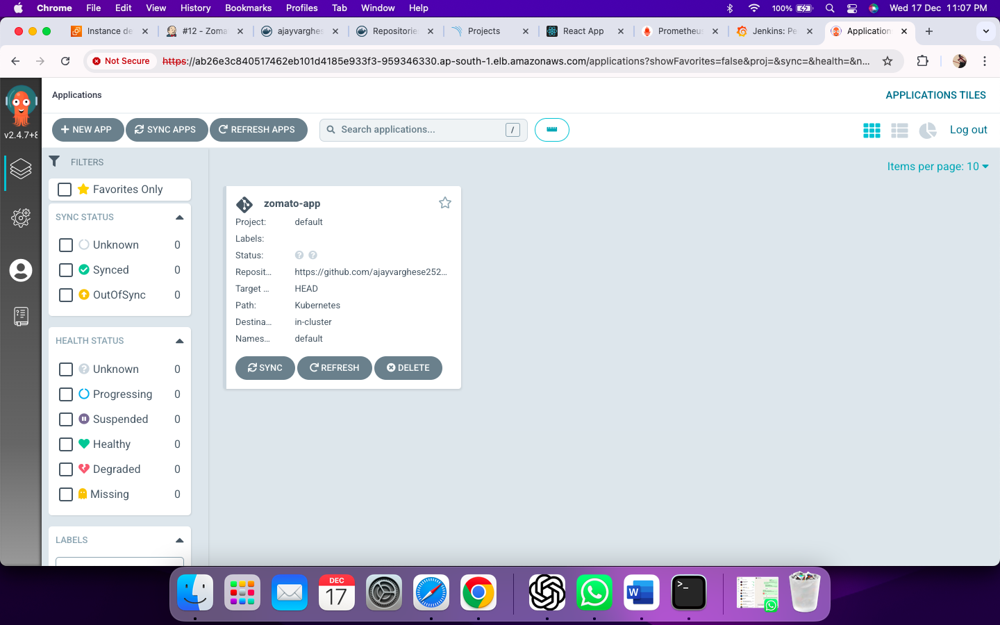 Chrome File Edit View History Bookmarks Profiles Tab Window Help 100% Wed 17 Dec 11:07 PM
Instance de #12 - Zoma ajayvarghes Repositorie Projects React App Prometheus Jenkins: Pe Application
Not Secure https://ab26e3c840517462eb101d4185e933f3-959346330.ap-south-1.elb.amazonaws.com/applications?showFavorites=false&proj=&sync=&health=&n...
Applications APPLICATIONS TILES
v2.4.7+8
NEW APP SYNC APPS REFRESH APPS Search applications... / Log out
FILTERS
Items per page: 10
Favorites Only
SYNC STATUS
Unknown 0
Synced 0
OutOfSync 0
HEALTH STATUS
Unknown 0
Progressing 0
Suspended 0
Healthy 0
Degraded 0
Missing 0
LABELS
zomato-app
Project: default
Labels:
Status:
Reposit... https://github.com/ajayvarghese252...
Target ... HEAD
Path: Kubernetes
Destina... in-cluster
Names... default
SYNC REFRESH DELETE
DEC
17
W
>_